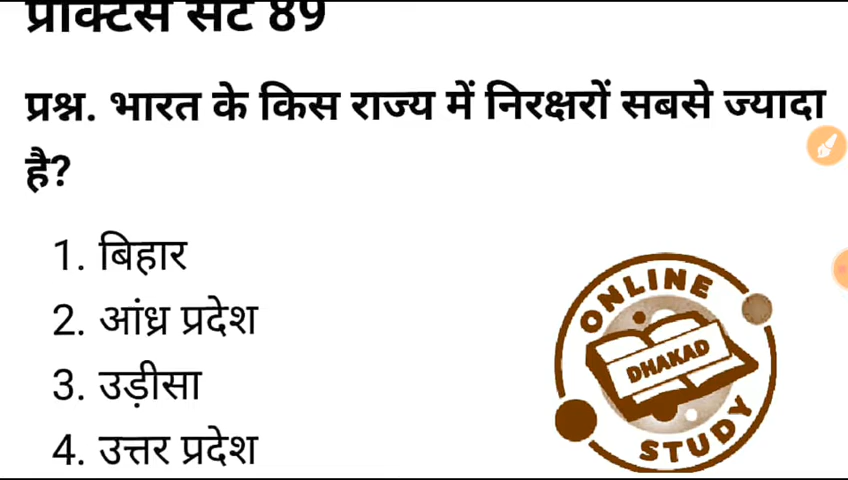 प्रैक्टिस सेट 89
प्रश्न. भारत के किस राज्य में निरक्षरों सबसे ज्यादा
है?
1. बिहार
2. आंध्र प्रदेश
3. उड़ीसा
4. उत्तर प्रदेश
ONLINE
DHAKAD
STUDY